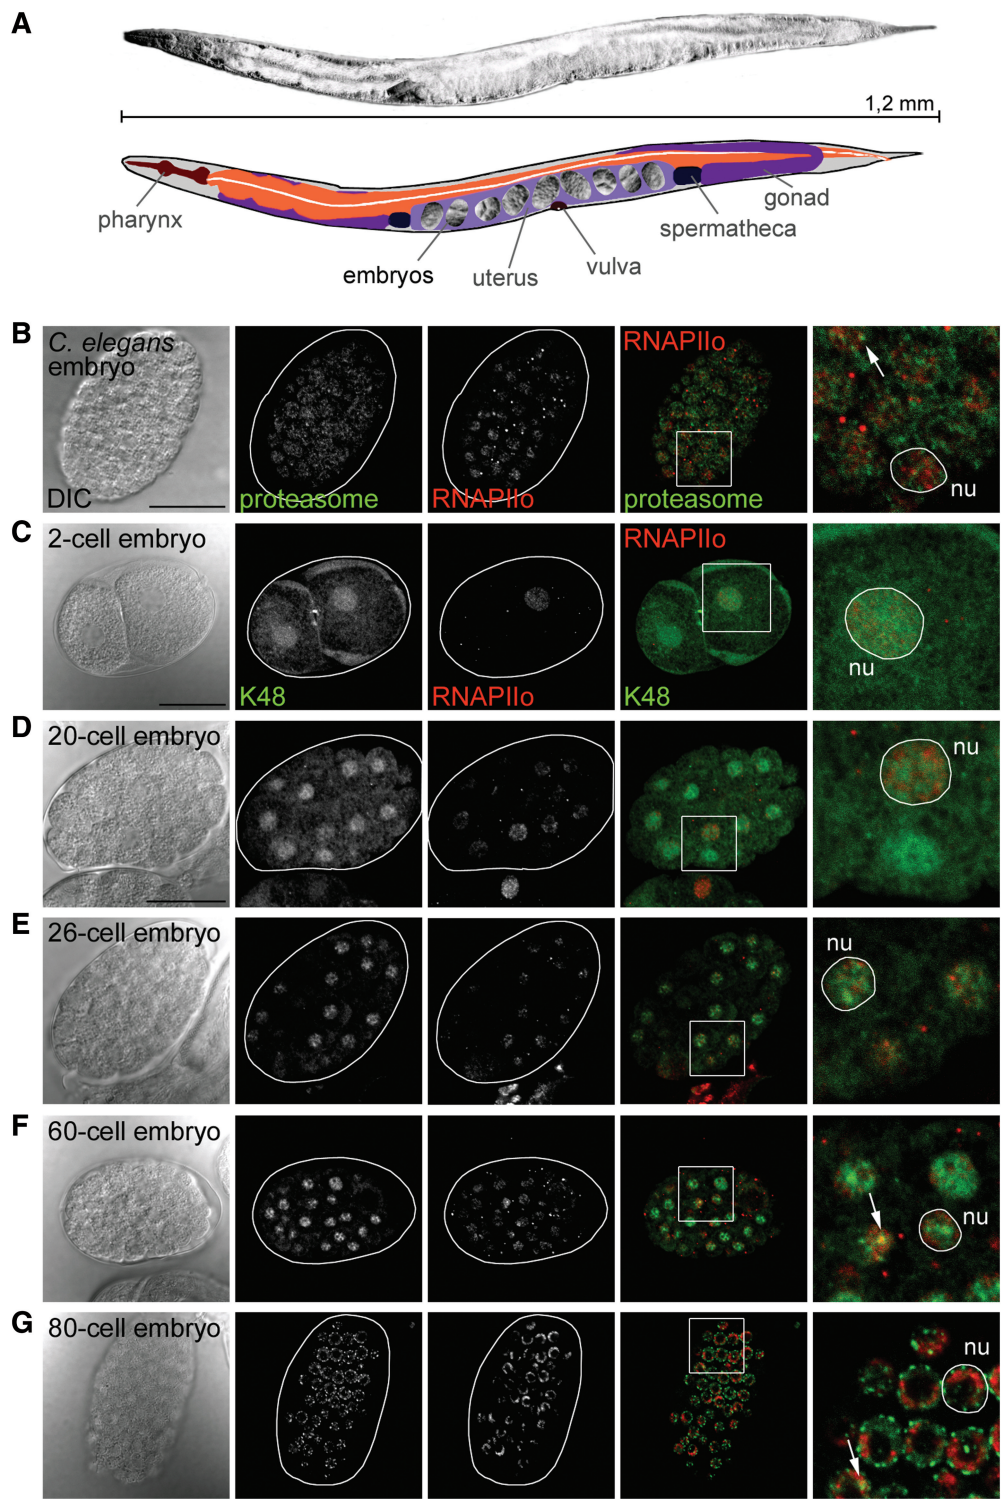 A
1,2 mm
pharynx
gonad
spermatheca
embryos
uterus
vulva
B
C. elegans
embryo
DIC
proteasome
RNAPIIo
RNAPIIo
proteasome
nu
C
2-cell embryo
K48
RNAPIIo
RNAPIIo
K48
nu
D
20-cell embryo
nu
E
26-cell embryo
nu
F
60-cell embryo
nu
G
80-cell embryo
nu